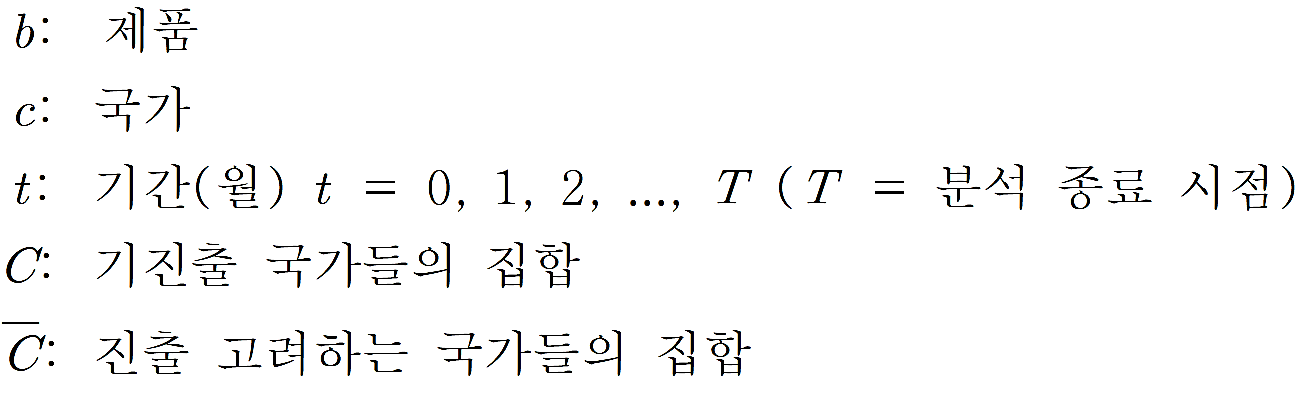 b: 제품
c: 국가
t: 기간(월) t = 0, 1, 2, ..., T (T = 분석 종료 시점)
C: 기진출 국가들의 집합
C̅: 진출 고려하는 국가들의 집합